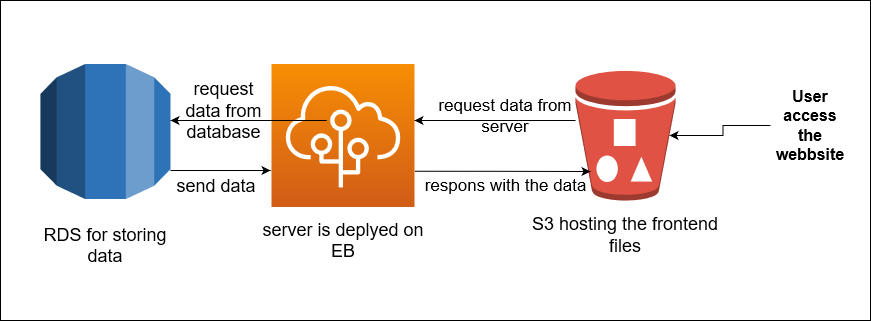 request
data from
database
send data
RDS for storing
data
server is deplyed on
EB
request data from
server
respons with the data
S3 hosting the frontend
files
User
access
the
webbsite